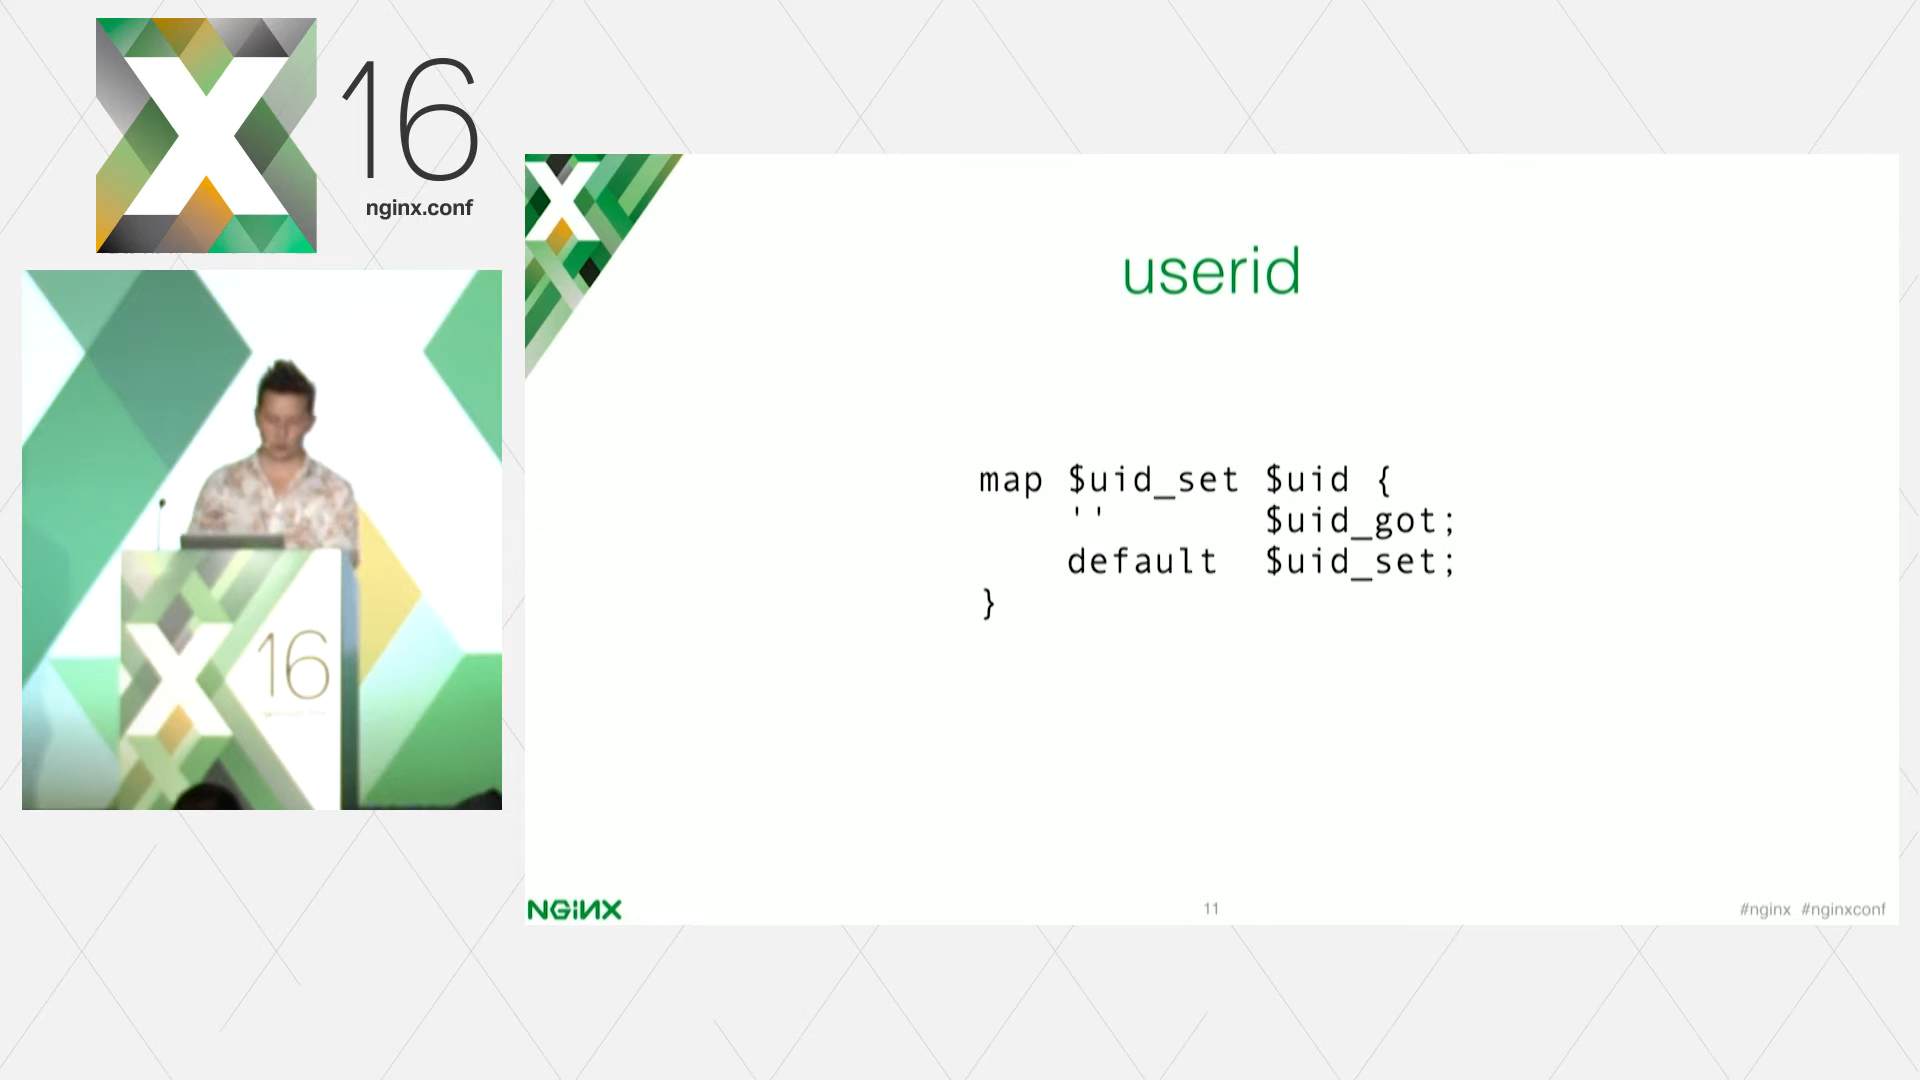 X 16
nginx.conf
X
userid
map $uid_set $uid {
    ''       $uid_got;
    default  $uid_set;
}
X 16
NGINX
11
#nginx #nginxconf